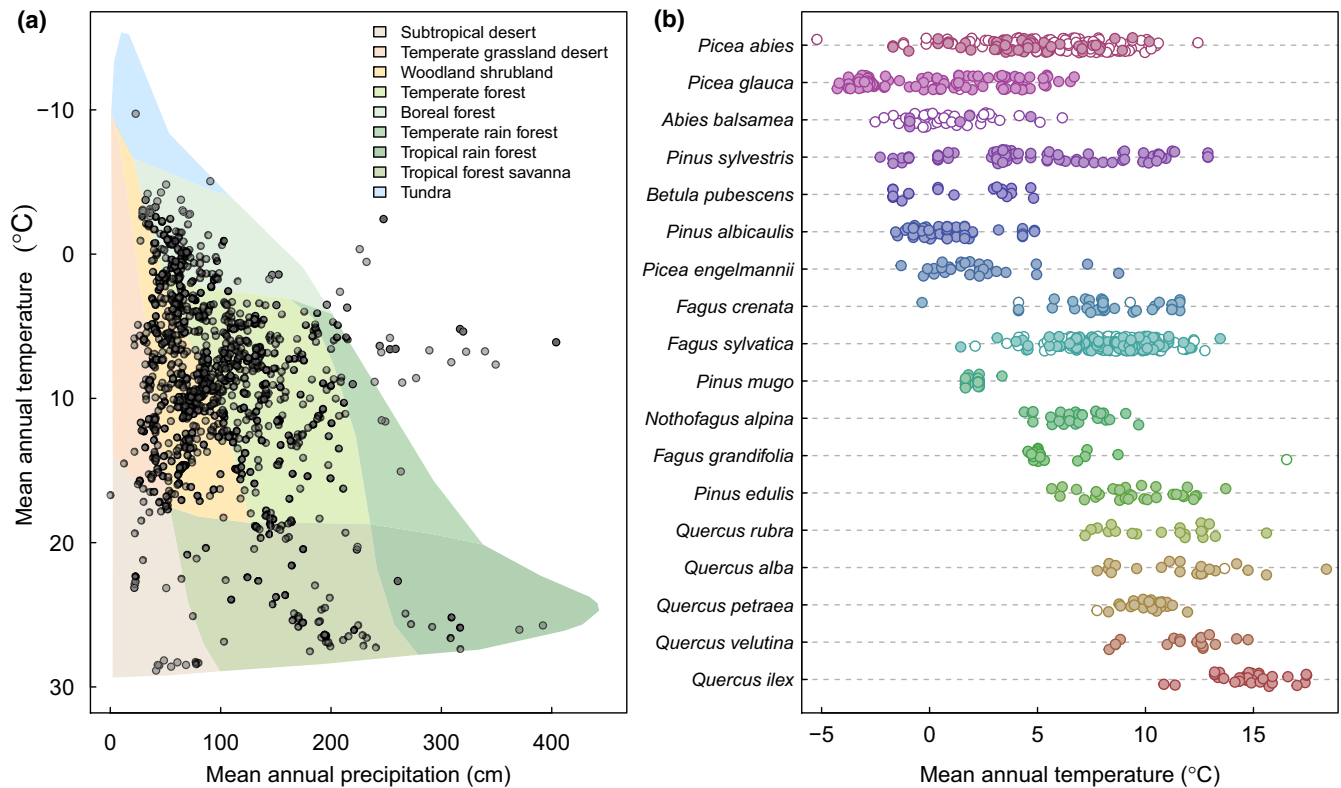 (a)
Subtropical desert
Temperate grassland desert
Woodland shrubland
Temperate forest
Boreal forest
Temperate rain forest
Tropical rain forest
Tropical forest savanna
Tundra
Mean annual temperature (°C)
−10
0
10
20
30
0 100 200 300 400
Mean annual precipitation (cm)
(b)
Picea abies
Picea glauca
Abies balsamea
Pinus sylvestris
Betula pubescens
Pinus albicaulis
Picea engelmannii
Fagus crenata
Fagus sylvatica
Pinus mugo
Nothofagus alpina
Fagus grandifolia
Pinus edulis
Quercus rubra
Quercus alba
Quercus petraea
Quercus velutina
Quercus ilex
−5 0 5 10 15
Mean annual temperature (°C)